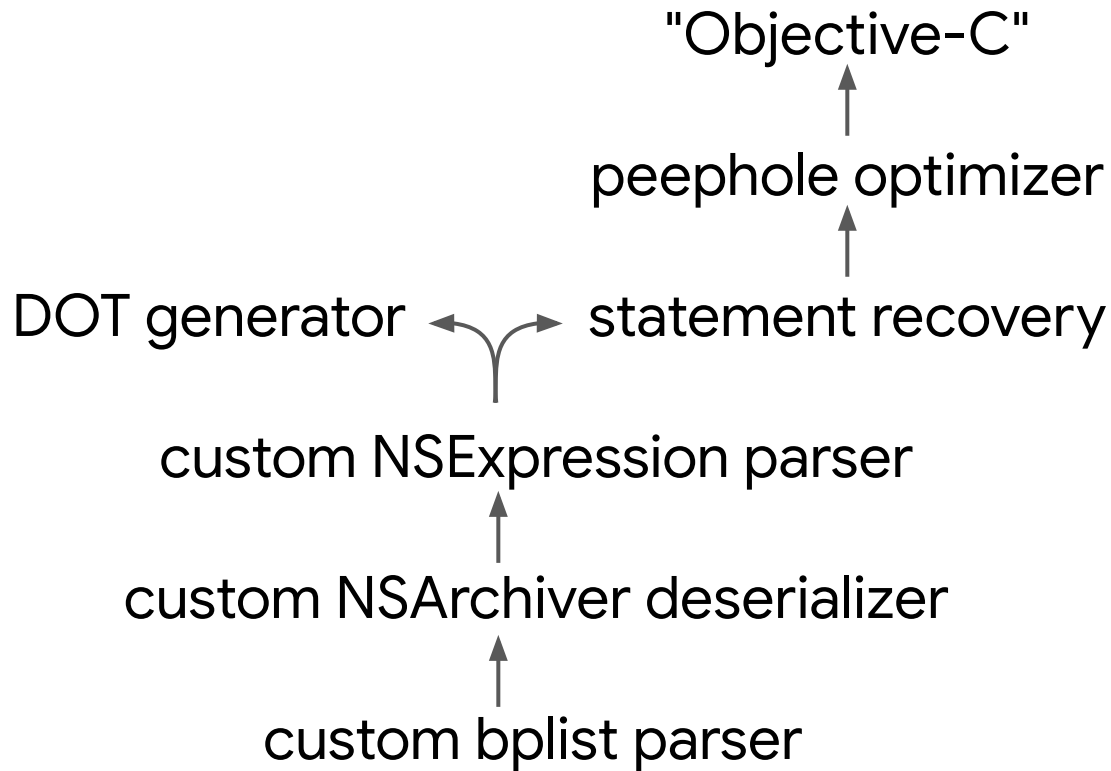 "Objective-C"
peephole optimizer
DOT generator
statement recovery
custom NSExpression parser
custom NSArchiver deserializer
custom bplist parser